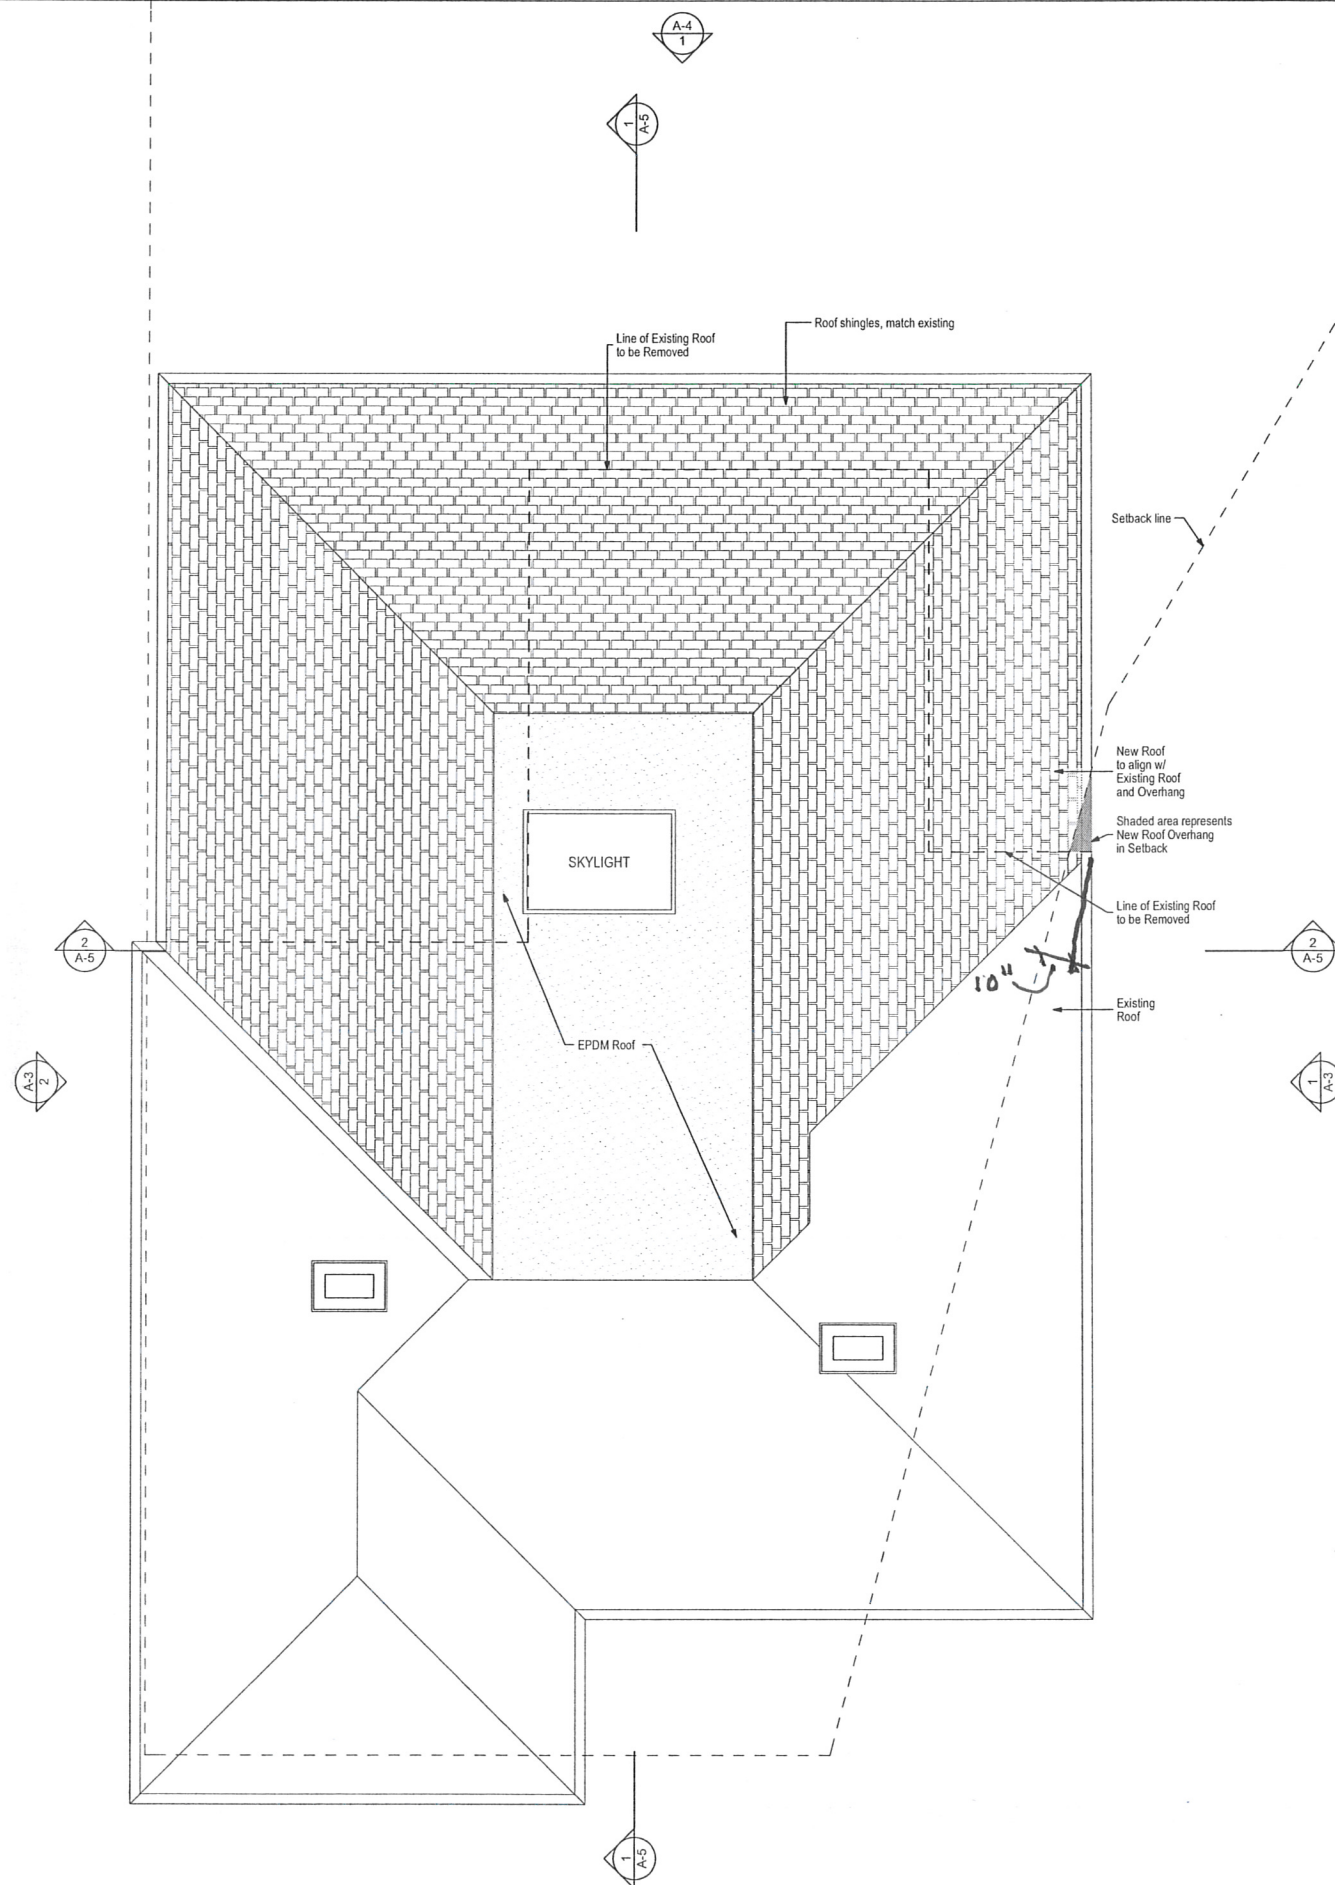 A-4
1
1
A-5
Roof shingles, match existing
Line of Existing Roof
to be Removed
Setback line
New Roof
to align w/
Existing Roof
and Overhang
Shaded area represents
New Roof Overhang
in Setback
SKYLIGHT
Line of Existing Roof
to be Removed
2
A-5
2
A-5
10"
Existing
Roof
EPDM Roof
A-3
2
1
A-3
1
A-5